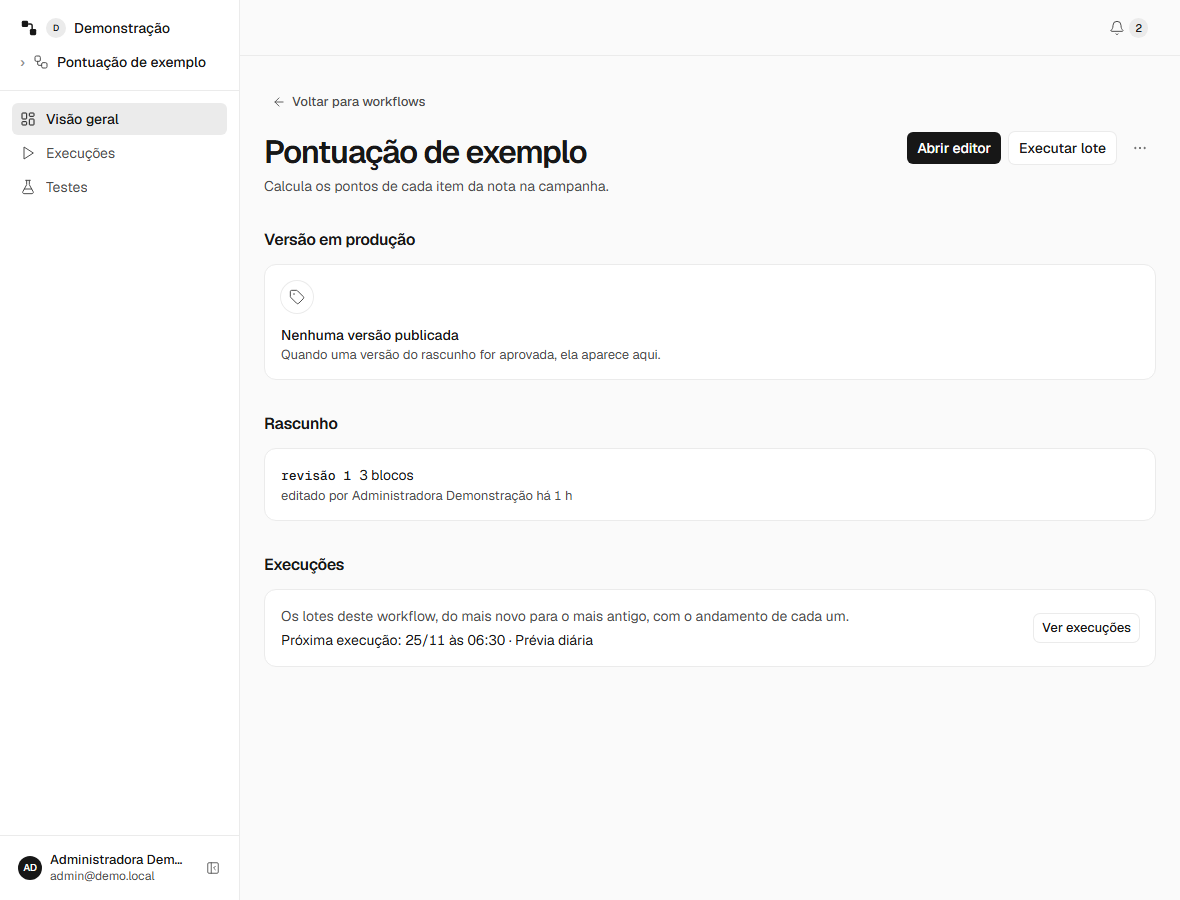 D Demonstração
Pontuação de exemplo
Visão geral
Execuções
Testes
2
Voltar para workflows
Pontuação de exemplo
Abrir editor
Executar lote
Calcula os pontos de cada item da nota na campanha.
Versão em produção
Nenhuma versão publicada
Quando uma versão do rascunho for aprovada, ela aparece aqui.
Rascunho
revisão 1 3 blocos
editado por Administradora Demonstração há 1 h
Execuções
Os lotes deste workflow, do mais novo para o mais antigo, com o andamento de cada um.
Próxima execução: 25/11 às 06:30 · Prévia diária
Ver execuções
AD
Administradora Dem...
admin@demo.local